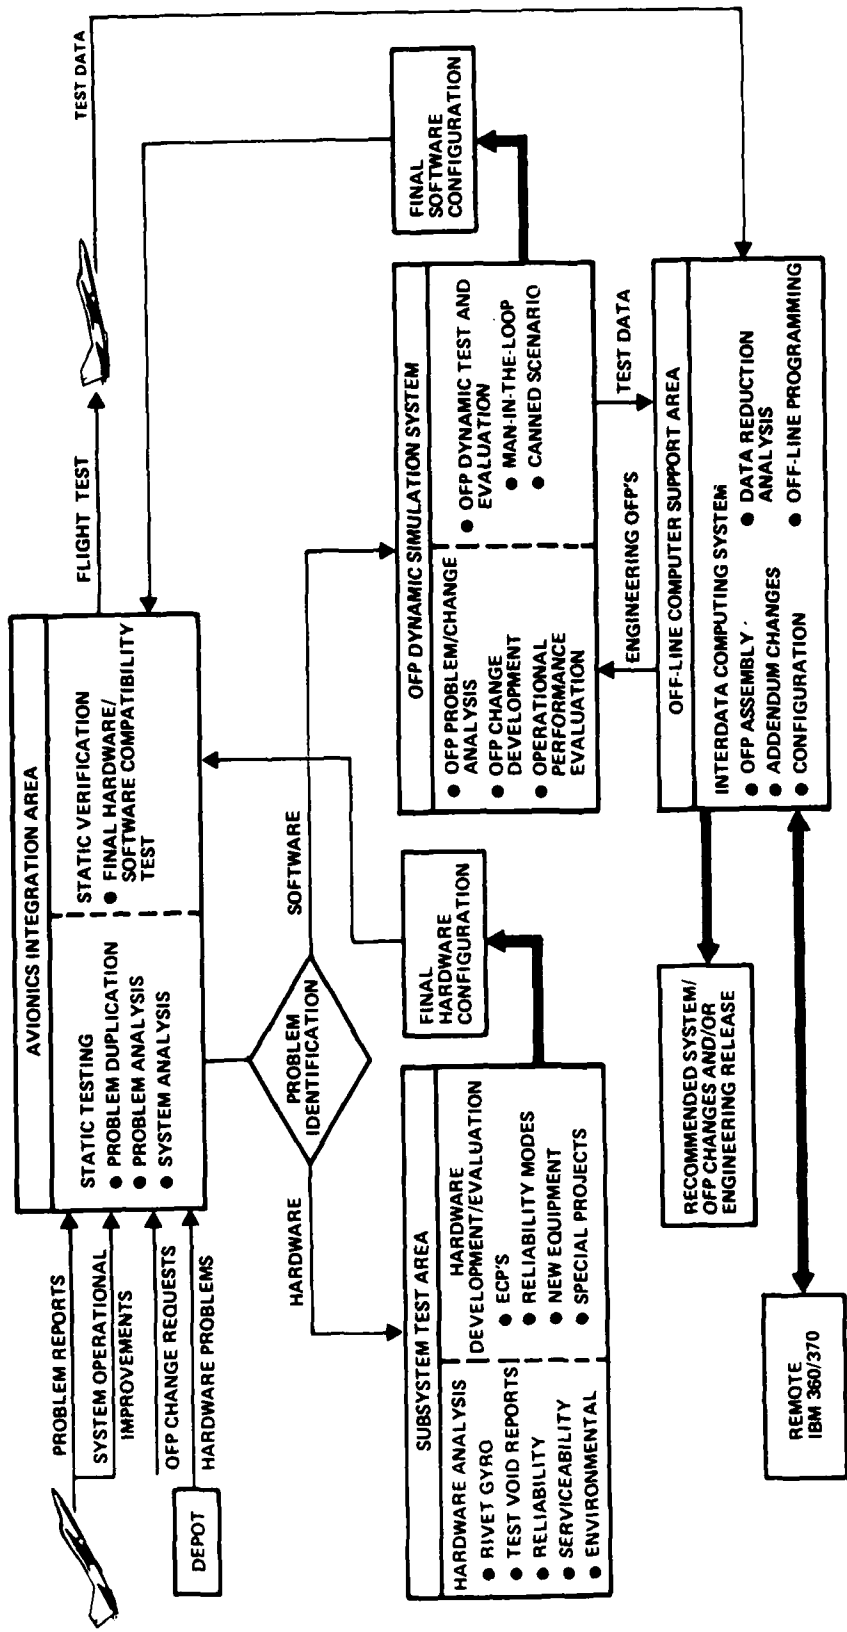 PROBLEM REPORTS
SYSTEM OPERATIONAL
IMPROVEMENTS
OFP CHANGE REQUESTS
HARDWARE PROBLEMS
DEPOT
AVIONICS INTEGRATION AREA
STATIC TESTING
● PROBLEM DUPLICATION
● PROBLEM ANALYSIS
● SYSTEM ANALYSIS
STATIC VERIFICATION
● FINAL HARDWARE/
SOFTWARE COMPATIBILITY
TEST
FLIGHT TEST
TEST DATA
PROBLEM
IDENTIFICATION
HARDWARE
SOFTWARE
SUBSYSTEM TEST AREA
HARDWARE ANALYSIS
● RIVET GYRO
● TEST VOID REPORTS
● RELIABILITY
● SERVICEABILITY
● ENVIRONMENTAL
HARDWARE
DEVELOPMENT/EVALUATION
● ECP'S
● RELIABILITY MODES
● NEW EQUIPMENT
● SPECIAL PROJECTS
FINAL
HARDWARE
CONFIGURATION
OFP DYNAMIC SIMULATION SYSTEM
● OFP PROBLEM/CHANGE
ANALYSIS
● OFP CHANGE
DEVELOPMENT
● OPERATIONAL
PERFORMANCE
EVALUATION
● OFP DYNAMIC TEST AND
EVALUATION
● MAN-IN-THE-LOOP
● CANNED SCENARIO
FINAL
SOFTWARE
CONFIGURATION
ENGINEERING OFP'S
TEST DATA
OFF-LINE COMPUTER SUPPORT AREA
INTERDATA COMPUTING SYSTEM
● OFP ASSEMBLY
● ADDENDUM CHANGES
● CONFIGURATION
● DATA REDUCTION
ANALYSIS
● OFF-LINE PROGRAMMING
RECOMMENDED SYSTEM/
OFP CHANGES AND/OR
ENGINEERING RELEASE
REMOTE
IBM 360/370